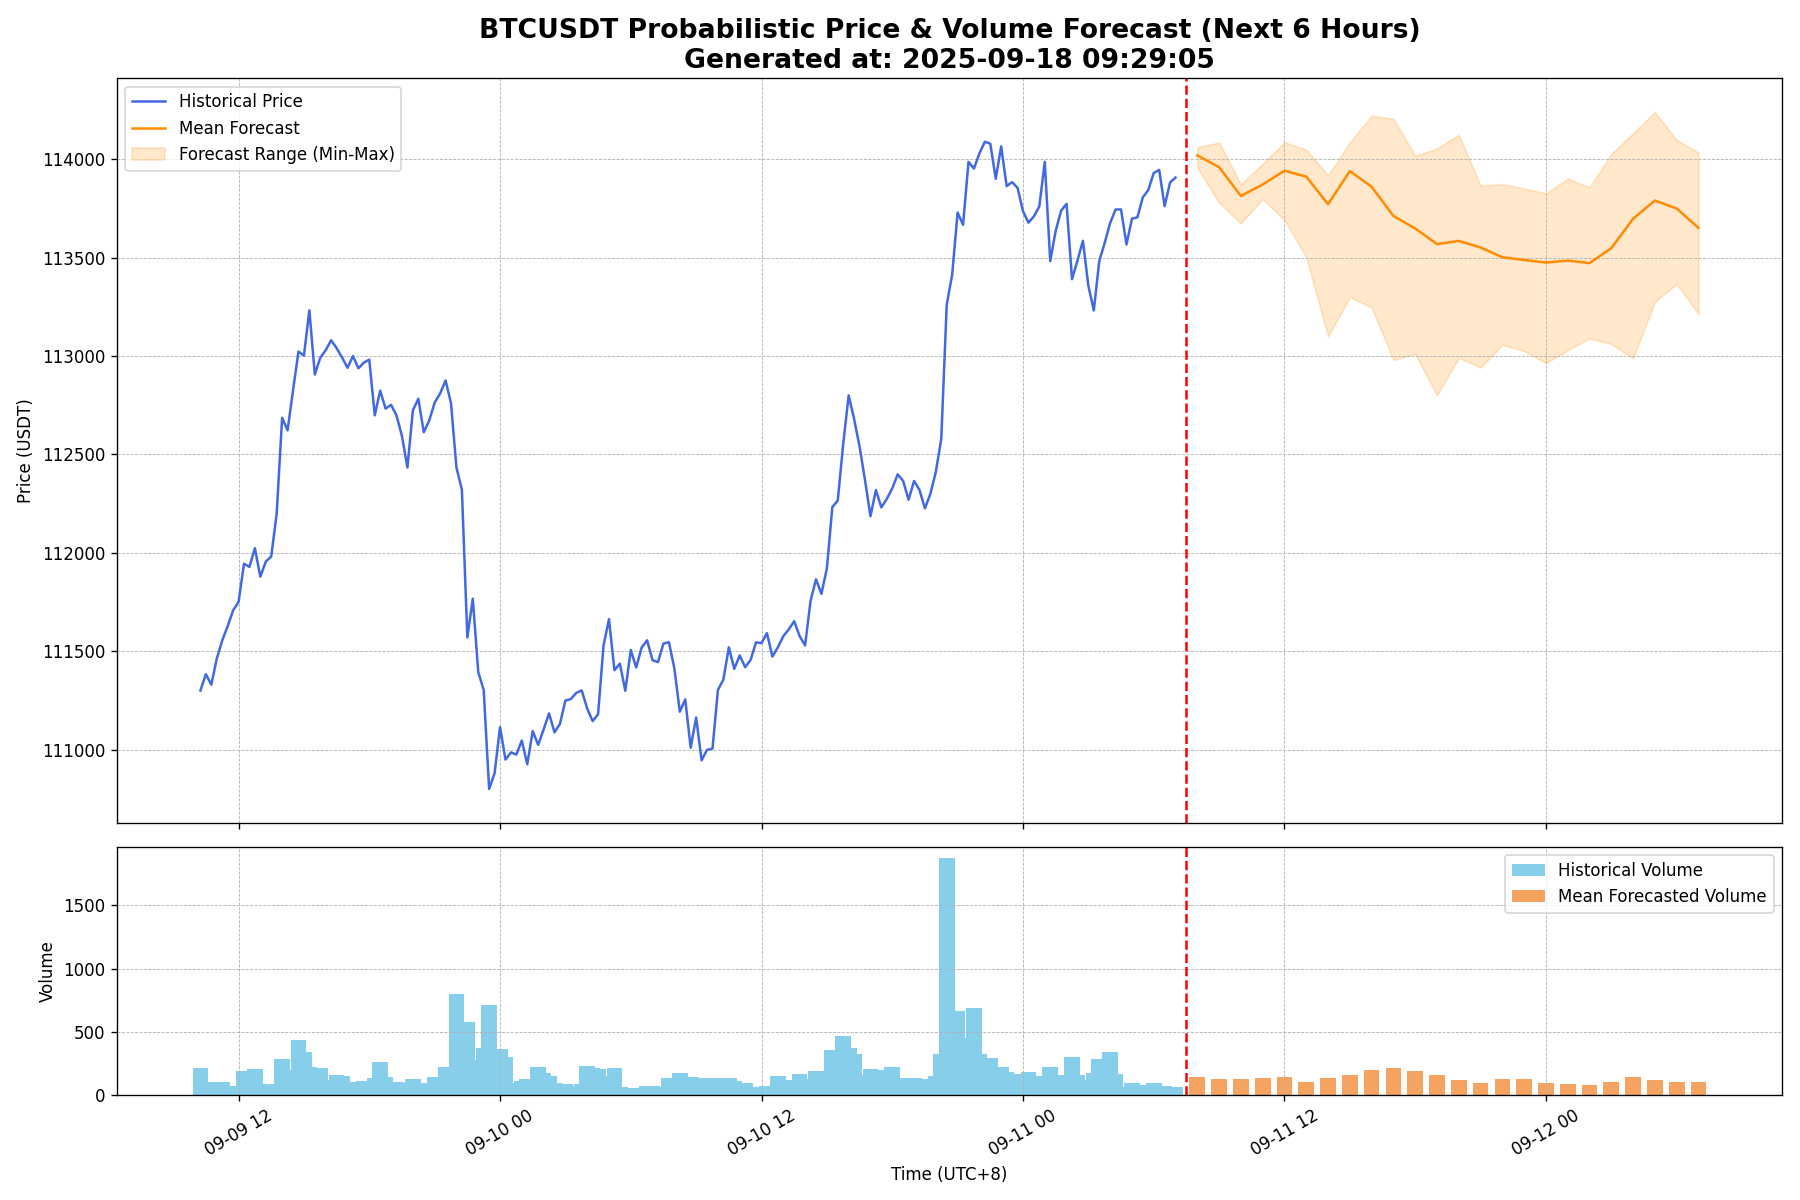 BTCUSDT Probabilistic Price & Volume Forecast (Next 6 Hours)
Generated at: 2025-09-18 09:29:05
Historical Price
Mean Forecast
Forecast Range (Min-Max)
114000
113500
113000
112500
112000
111500
111000
Price (USDT)
Historical Volume
Mean Forecasted Volume
1500
1000
500
0
Volume
09-09 12
09-10 00
09-10 12
09-11 00
09-11 12
09-12 00
Time (UTC+8)